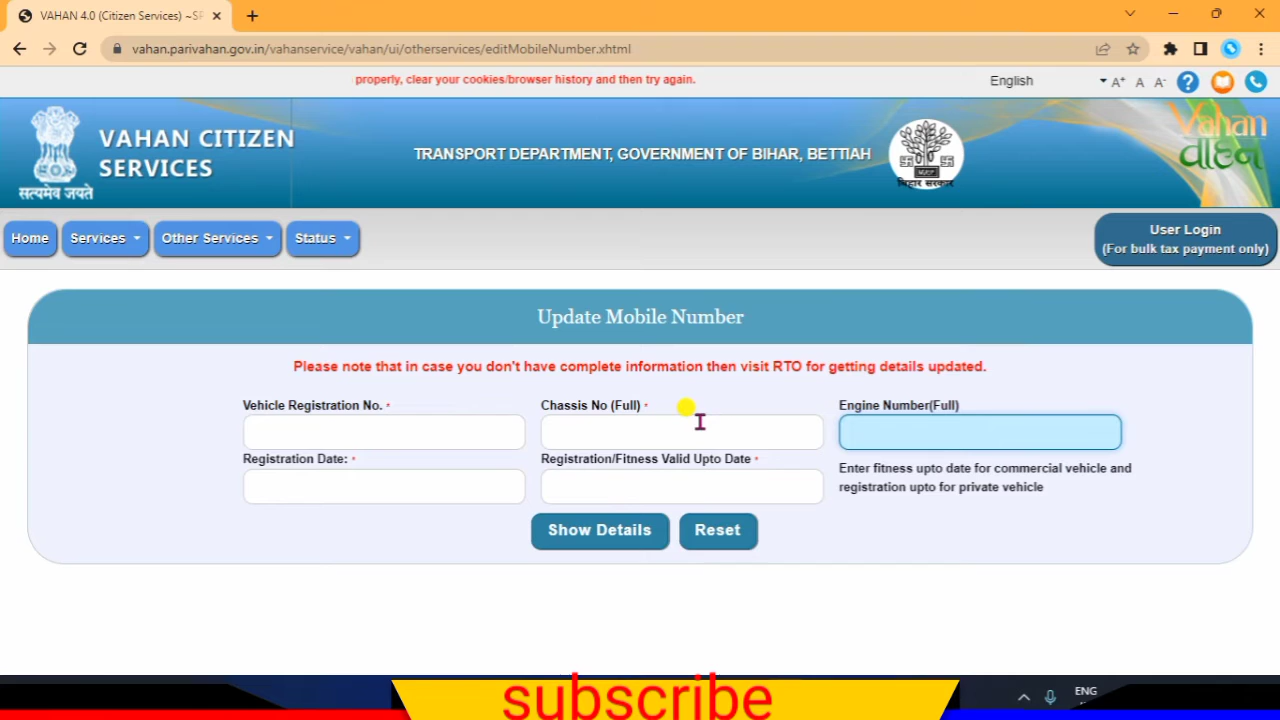 VAHAN 4.0 (Citizen Services) ~SP
vahan.parivahan.gov.in/vahanservice/vahan/ui/otherservices/editMobileNumber.xhtml
properly, clear your cookies/browser history and then try again.
English
A+ A A-
VAHAN CITIZEN
SERVICES
सत्यमेव जयते
TRANSPORT DEPARTMENT, GOVERNMENT OF BIHAR, BETTIAH
बिहार सरकार
Vahan
वाहन
Home Services Other Services Status
User Login
(For bulk tax payment only)
Update Mobile Number
Please note that in case you don't have complete information then visit RTO for getting details updated.
Vehicle Registration No. * Chassis No (Full) * Engine Number(Full)
Registration Date: * Registration/Fitness Valid Upto Date *
Enter fitness upto date for commercial vehicle and
registration upto for private vehicle
Show Details Reset
subscribe
ENG